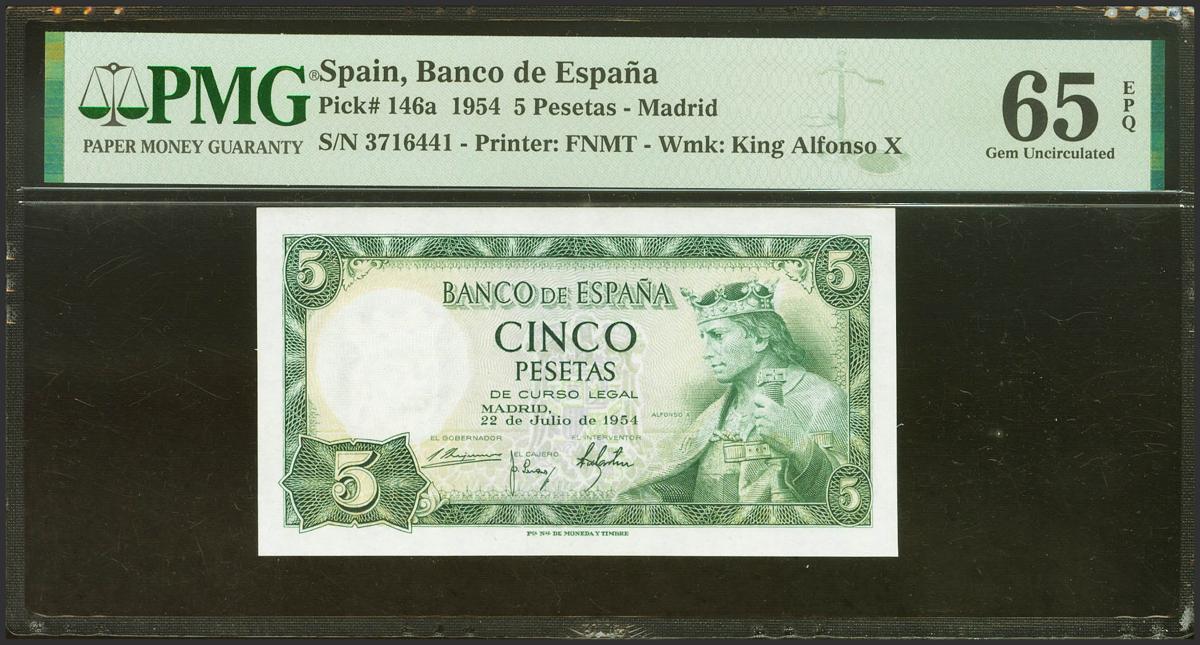 PMG®
PAPER MONEY GUARANTY
Spain, Banco de España
Pick# 146a 1954 5 Pesetas - Madrid
S/N 3716441 - Printer: FNMT - Wmk: King Alfonso X
65 EPQ
Gem Uncirculated
5 5
BANCO DE ESPAÑA
CINCO
PESETAS
DE CURSO LEGAL
MADRID,
22 de Julio de 1954
ALFONSO X
EL GOBERNADOR EL INTERVENTOR
EL CAJERO
5 5
Fca Nal DE MONEDA Y TIMBRE